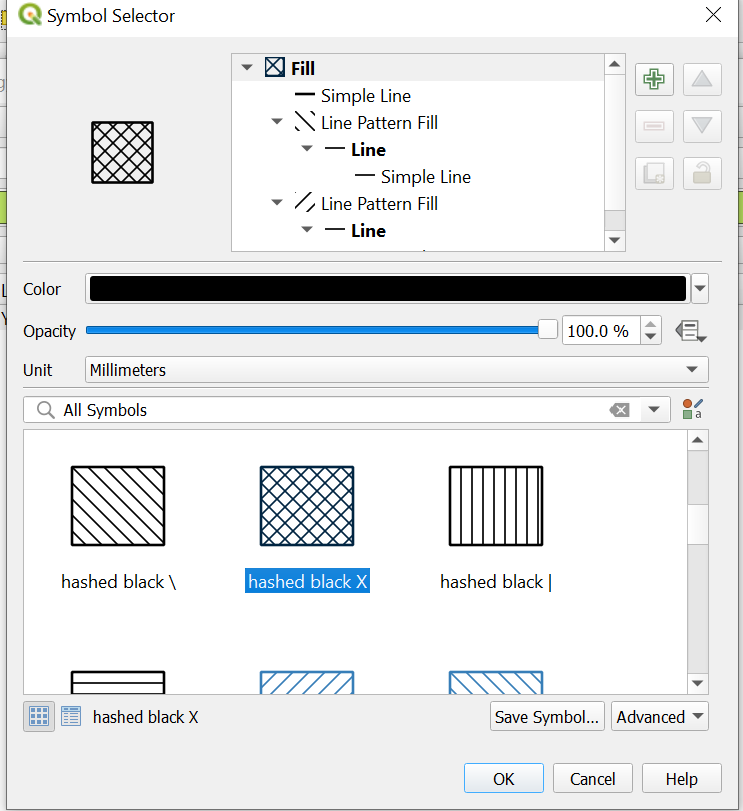 Symbol Selector
Fill
Simple Line
Line Pattern Fill
Line
Simple Line
Line Pattern Fill
Line
Color
Opacity 100.0 %
Unit Millimeters
All Symbols
a
hashed black \ hashed black X hashed black |
hashed black X Save Symbol... Advanced
OK Cancel Help